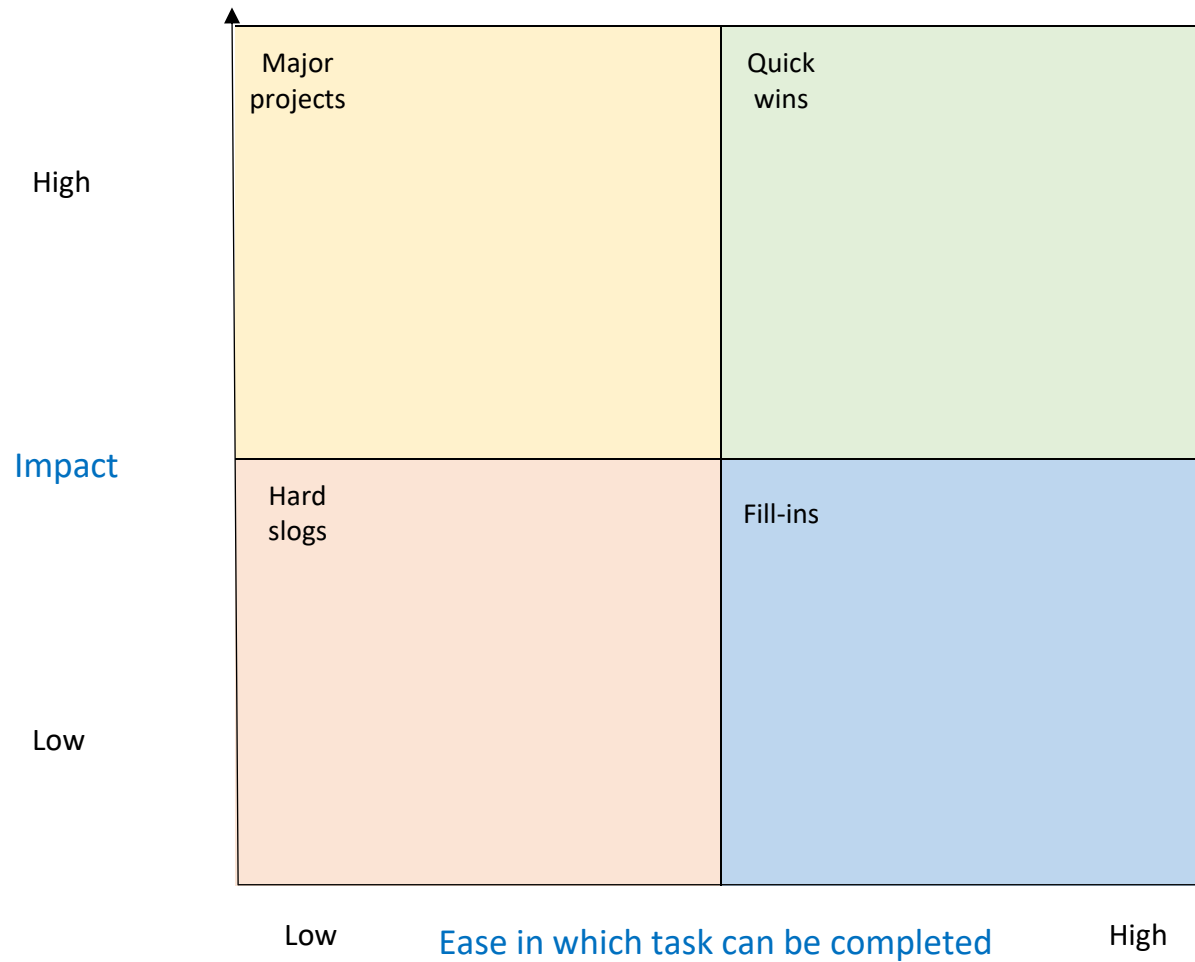 Major
projects
Quick
wins
High
Impact
Hard
slogs
Fill-ins
Low
Low
Ease in which task can be completed
High